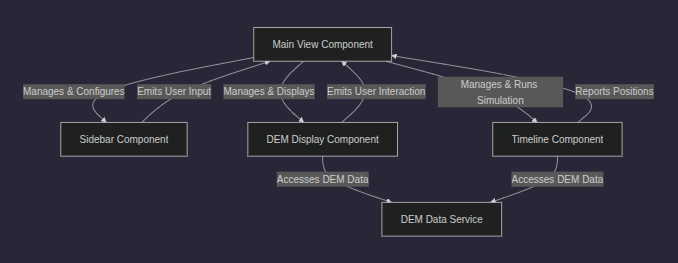 Main View Component
Manages & Configures
Emits User Input
Manages & Displays
Emits User Interaction
Manages & Runs
Simulation
Reports Positions
Sidebar Component
DEM Display Component
Timeline Component
Accesses DEM Data
Accesses DEM Data
DEM Data Service